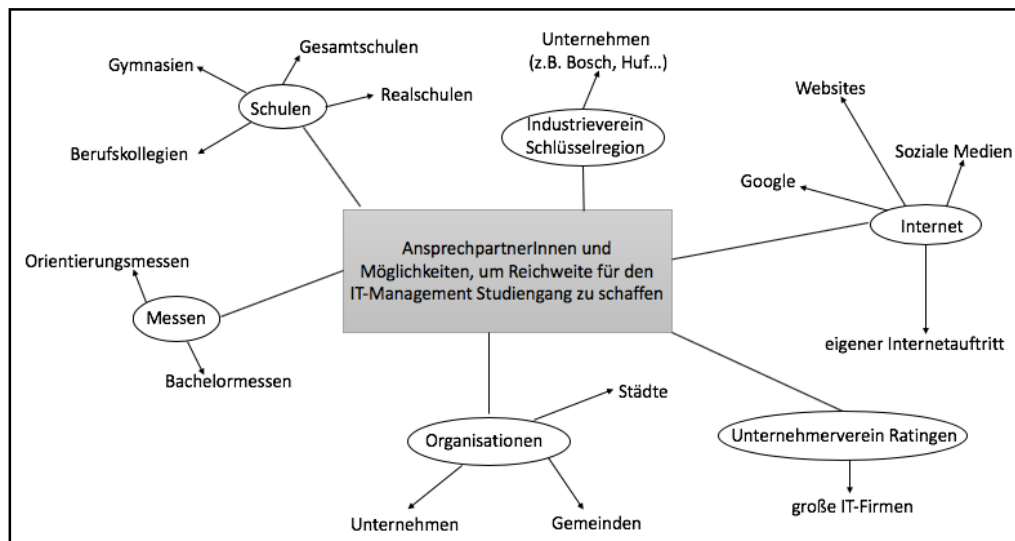 Gesamtschulen
Gymnasien
Realschulen
Schulen
Berufskollegien
Unternehmen
(z.B. Bosch, Huf...)
Industrieverein
Schlüsselregion
Websites
Soziale Medien
Google
Internet
eigener Internetauftritt
AnsprechpartnerInnen und
Möglichkeiten, um Reichweite für den
IT-Management Studiengang zu schaffen
Orientierungsmessen
Messen
Bachelormessen
Städte
Organisationen
Unternehmen
Gemeinden
Unternehmerverein Ratingen
große IT-Firmen